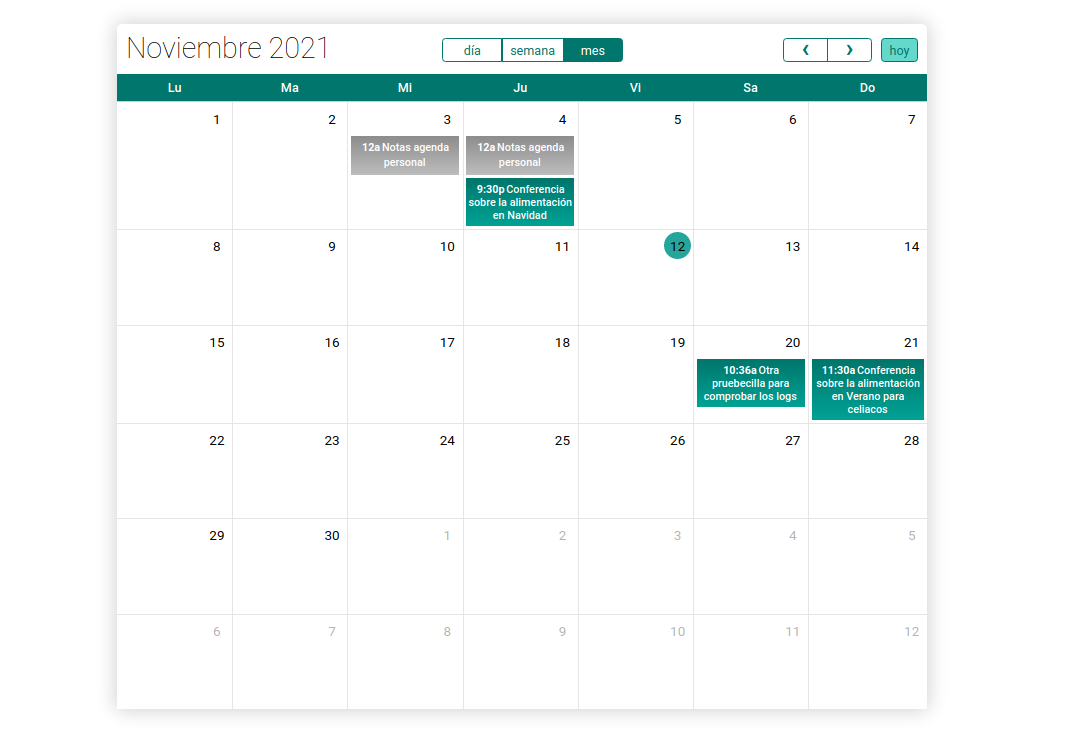 Noviembre 2021
día semana mes
hoy
Lu Ma Mi Ju Vi Sa Do
1 2 3 4 5 6 7
12a Notas agenda
personal
12a Notas agenda
personal
9:30p Conferencia
sobre la alimentación
en Navidad
8 9 10 11 12 13 14
15 16 17 18 19 20 21
10:36a Otra
pruebecilla para
comprobar los logs
11:30a Conferencia
sobre la alimentación
en Verano para
celiacos
22 23 24 25 26 27 28
29 30 1 2 3 4 5
6 7 8 9 10 11 12